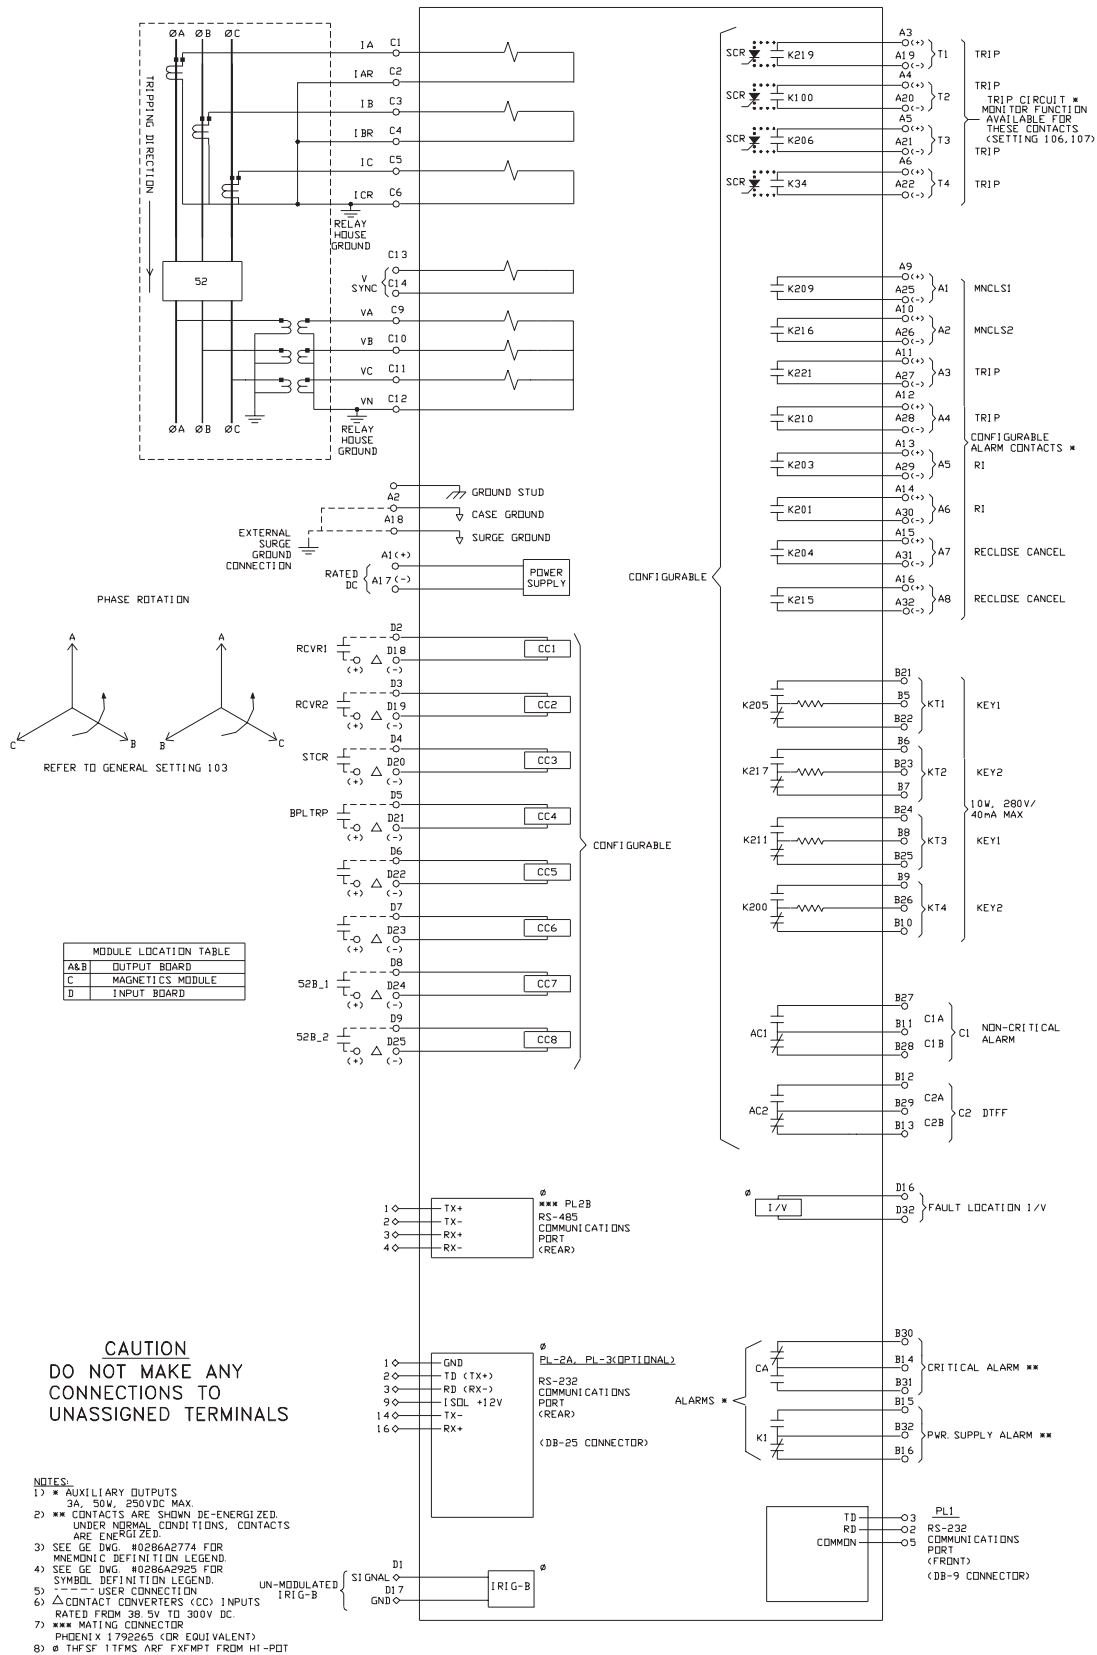 ØA ØB ØC
TRIPPING DIRECTION
52
ØA ØB ØC
IA C1
IAR C2
IB C3
IBR C4
IC C5
ICR C6
RELAY
HOUSE
GROUND
C13
V
SYNC
C14
VA C9
VB C10
VC C11
VN C12
RELAY
HOUSE
GROUND
GROUND STUD
A2
CASE GROUND
A18
SURGE GROUND
EXTERNAL
SURGE
GROUND
CONNECTION
A1(+)
RATED
DC
A17(-)
POWER
SUPPLY
PHASE ROTATION
A
C
B
A
B
C
REFER TO GENERAL SETTING 103
RCVR1 D2
D18
(+) (-)
CC1
RCVR2 D3
D19
(+) (-)
CC2
STCR D4
D20
(+) (-)
CC3
BPLTRP D5
D21
(+) (-)
CC4
D6
D22
(+) (-)
CC5
D7
D23
(+) (-)
CC6
52B_1 D8
D24
(+) (-)
CC7
52B_2 D9
D25
(+) (-)
CC8
CONFIGURABLE
MODULE LOCATION TABLE
A&B OUTPUT BOARD
C MAGNETICS MODULE
D INPUT BOARD
CONFIGURABLE
SCR K219 A3 (+) A19 (-) T1 TRIP
SCR K100 A4 (+) A20 (-) T2 TRIP
SCR K206 A5 (+) A21 (-) T3 TRIP
SCR K34 A6 (+) A22 (-) T4 TRIP
TRIP CIRCUIT *
MONITOR FUNCTION
AVAILABLE FOR
THESE CONTACTS
(SETTING 106,107)
K209 A9 (+) A25 (-) A1 MNCLS1
K216 A10 (+) A26 (-) A2 MNCLS2
K221 A11 (+) A27 (-) A3 TRIP
K210 A12 (+) A28 (-) A4 TRIP
CONFIGURABLE
ALARM CONTACTS *
K203 A13 (+) A29 (-) A5 RI
K201 A14 (+) A30 (-) A6 RI
K204 A15 (+) A31 (-) A7 RECLOSE CANCEL
K215 A16 (+) A32 (-) A8 RECLOSE CANCEL
K205 B21 B5 B22 KT1 KEY1
K217 B6 B23 B7 KT2 KEY2
10W, 280V/
40mA MAX
K211 B24 B8 B25 KT3 KEY1
K200 B9 B26 B10 KT4 KEY2
AC1 B27 B11 B28 C1A C1B C1 NON-CRITICAL
ALARM
AC2 B12 B29 B13 C2A C2B C2 DTFF
Ø
I/V
D16
D32
FAULT LOCATION I/V
1 TX+
2 TX-
3 RX+
4 RX-
Ø
*** PL2B
RS-485
COMMUNICATIONS
PORT
(REAR)
1 GND
2 TD (TX+)
3 RD (RX-)
9 ISOL +12V
14 TX-
16 RX+
Ø
PL-2A, PL-3(OPTIONAL)
RS-232
COMMUNICATIONS
PORT
(REAR)
(DB-25 CONNECTOR)
ALARMS *
CA B30 B14 B31 CRITICAL ALARM **
K1 B15 B32 B16 PWR. SUPPLY ALARM **
TD 3
RD 2
COMMON 5
PL1
RS-232
COMMUNICATIONS
PORT
(FRONT)
(DB-9 CONNECTOR)
UN-MODULATED
IRIG-B
D1
SIGNAL
D17
GND
IRIG-B
Ø
CAUTION
DO NOT MAKE ANY
CONNECTIONS TO
UNASSIGNED TERMINALS
NOTES:
1) * AUXILIARY OUTPUTS
3A, 50W, 250VDC MAX.
2) ** CONTACTS ARE SHOWN DE-ENERGIZED.
UNDER NORMAL CONDITIONS, CONTACTS
ARE ENERGIZED.
3) SEE GE DWG. #0286A2774 FOR
MNEMONIC DEFINITION LEGEND.
4) SEE GE DWG. #0286A2925 FOR
SYMBOL DEFINITION LEGEND.
5) ----- USER CONNECTION
6) △CONTACT CONVERTERS (CC) INPUTS
RATED FROM 38.5V TO 300V DC.
7) *** MATING CONNECTOR
PHOENIX 1792265 (OR EQUIVALENT)
8) Ø THESE ITEMS ARE EXEMPT FROM HI-POT